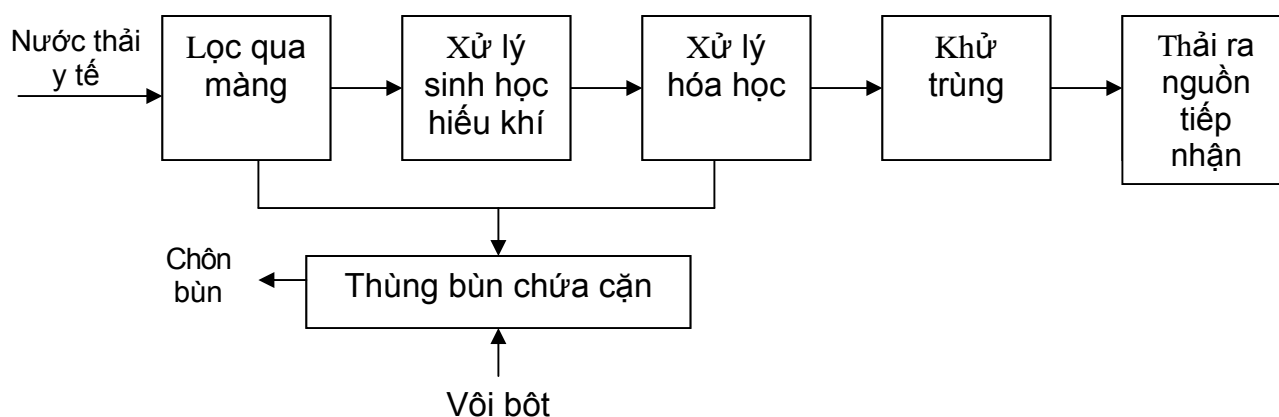 Nước thải
y tế
Lọc qua
màng
Xử lý
sinh học
hiếu khí
Xử lý
hóa học
Khử
trùng
Thải ra
nguồn
tiếp
nhận
Chôn
bùn
Thùng bùn chứa cặn
Vôi bột